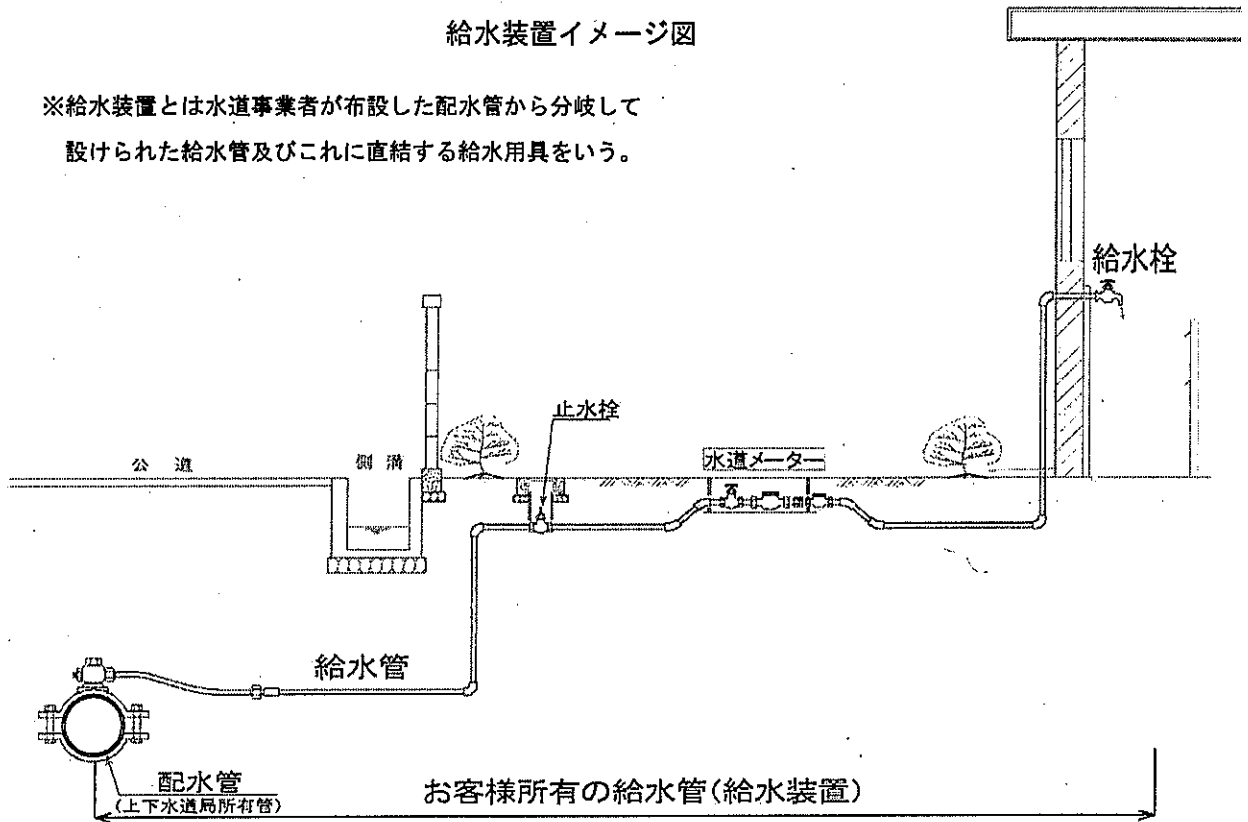 給水装置イメージ図
※給水装置とは水道事業者が布設した配水管から分岐して
設けられた給水管及びこれに直結する給水用具をいう。
給水栓
止水栓
公道
側溝
水道メーター
給水管
配水管
(上下水道局所有管)
お客様所有の給水管(給水装置)